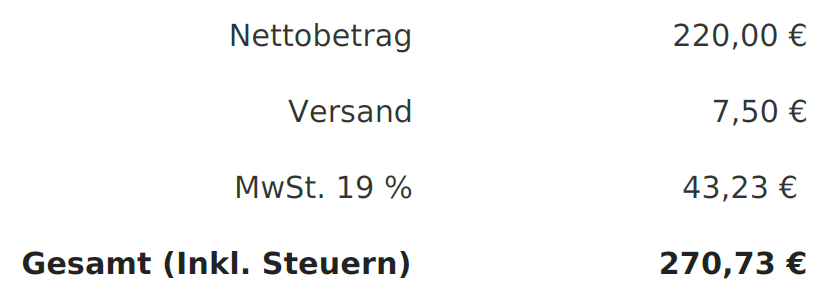 Nettobetrag 220,00 €
Versand 7,50 €
MwSt. 19 % 43,23 €
Gesamt (Inkl. Steuern) 270,73 €